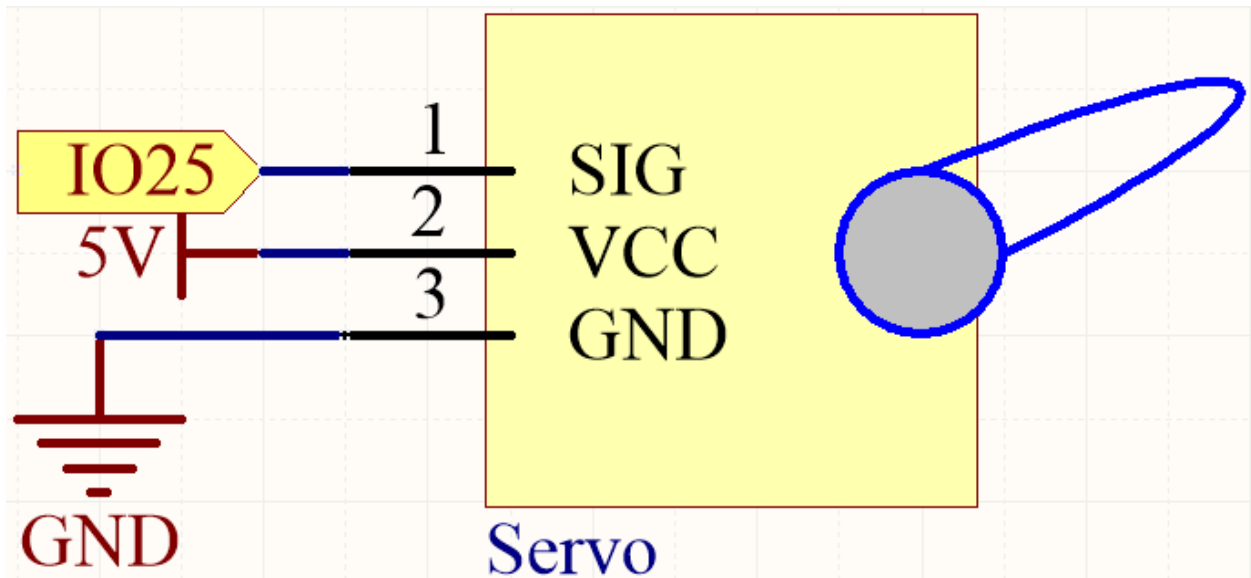 1
IO25 SIG
2
5V VCC
3
GND
GND
Servo